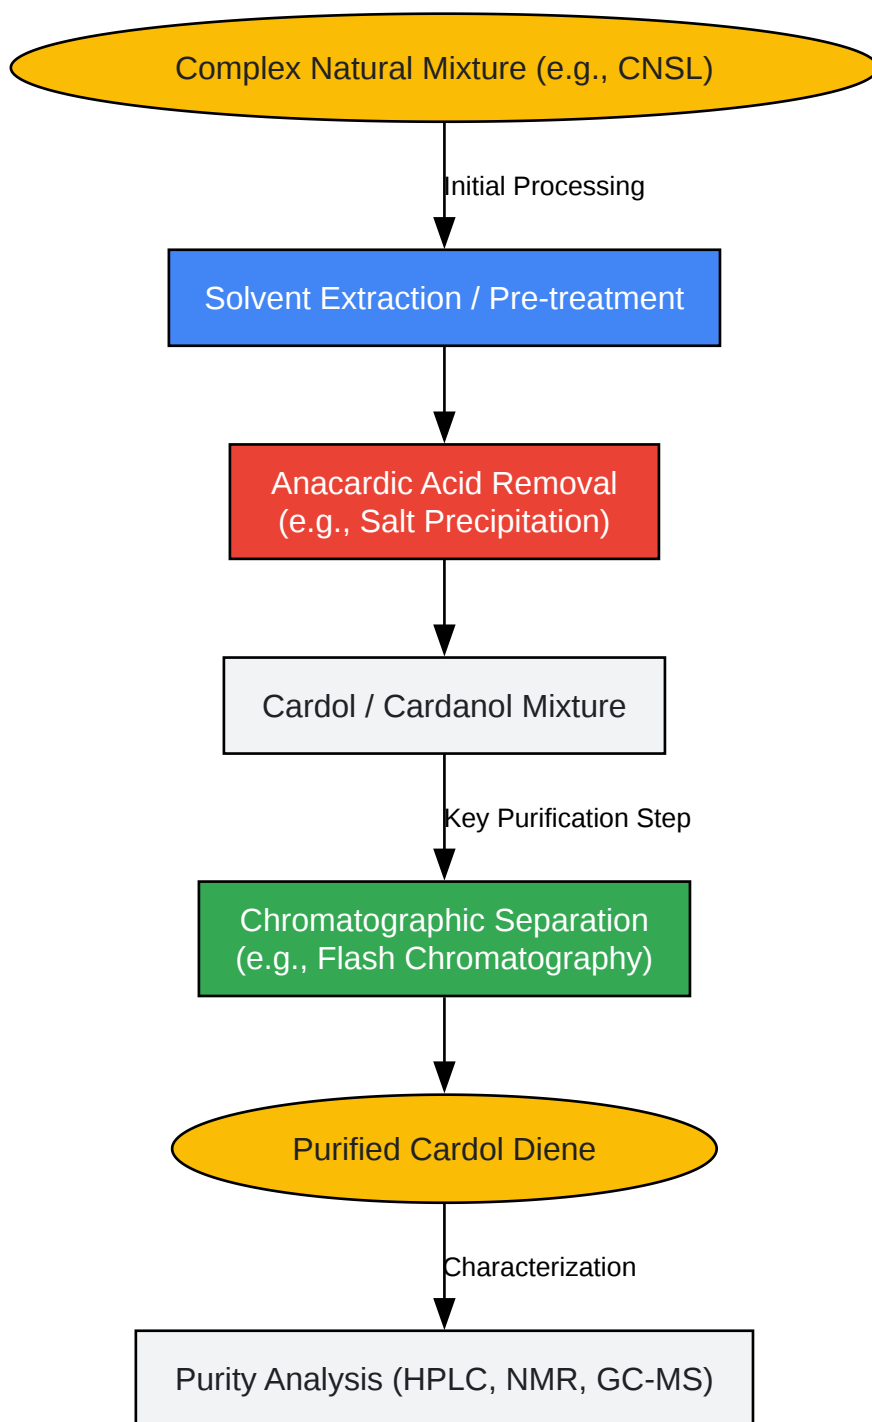 Complex Natural Mixture (e.g., CNSL)
Initial Processing
Solvent Extraction / Pre-treatment
Anacardic Acid Removal
(e.g., Salt Precipitation)
Cardol / Cardanol Mixture
Key Purification Step
Chromatographic Separation
(e.g., Flash Chromatography)
Purified Cardol Diene
Characterization
Purity Analysis (HPLC, NMR, GC-MS)